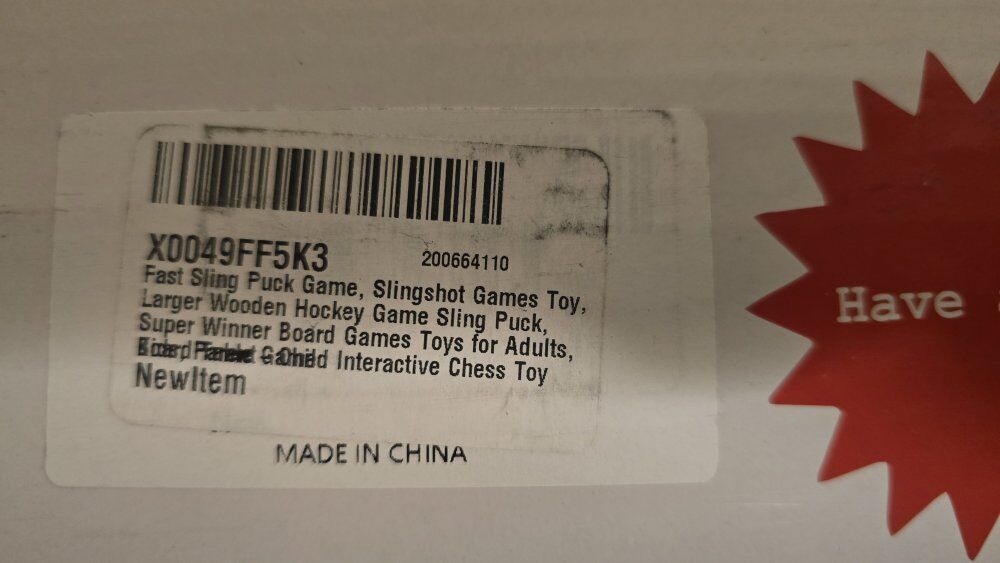 X0049FF5K3
200664110
Fast Sling Puck Game, Slingshot Games Toy,
Larger Wooden Hockey Game Sling Puck,
Super Winner Board Games Toys for Adults,
Interactive Chess Toy
NewItem
MADE IN CHINA
Have